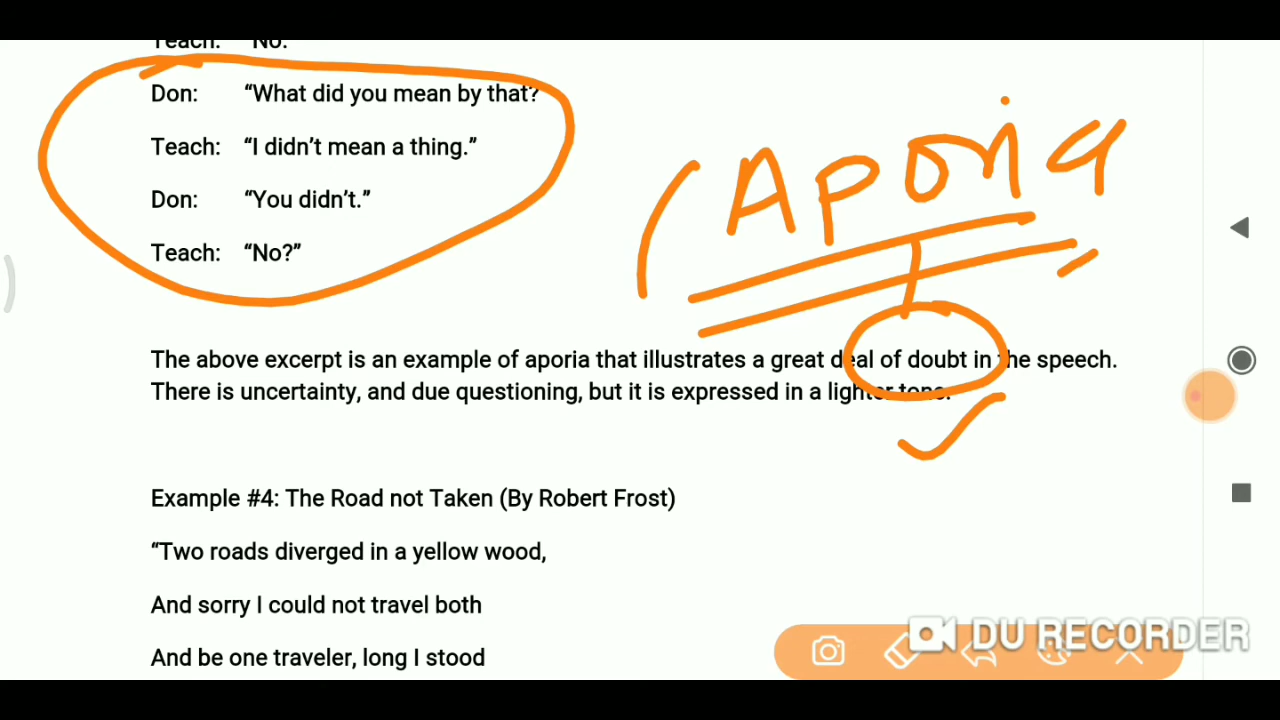 Teach: No.
Don: “What did you mean by that?
Teach: “I didn’t mean a thing.”
Don: “You didn’t.”
Teach: “No?”
Aporia
The above excerpt is an example of aporia that illustrates a great deal of doubt in the speech.
There is uncertainty, and due questioning, but it is expressed in a lighter tone.
Example #4: The Road not Taken (By Robert Frost)
“Two roads diverged in a yellow wood,
And sorry I could not travel both
And be one traveler, long I stood
DU RECORDER